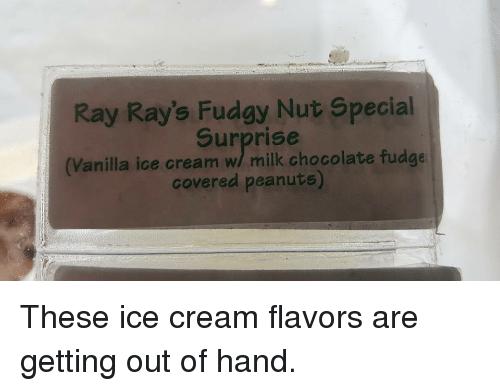 Ray Ray's Fudgy Nut Special
Surprise
(Vanilla ice cream w/ milk chocolate fudge
covered peanuts)
These ice cream flavors are
getting out of hand.